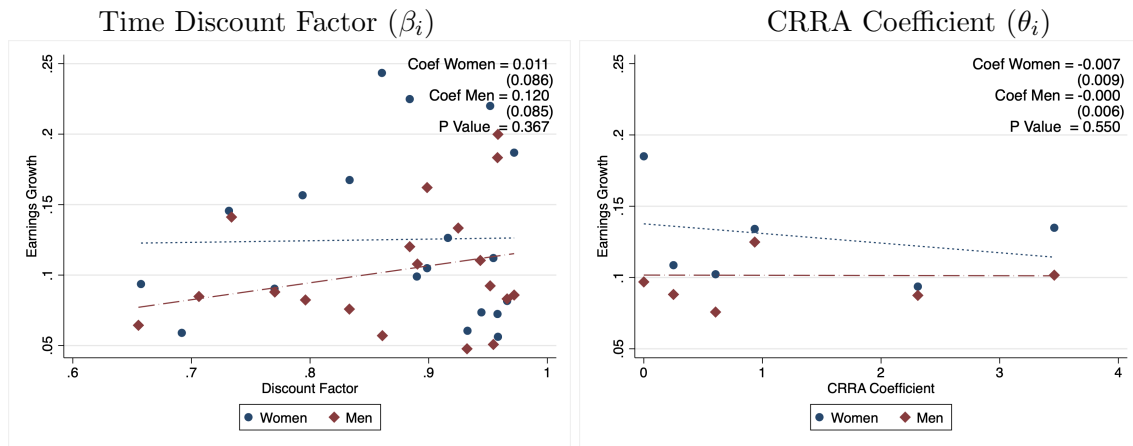 Time Discount Factor (βᵢ)
Coef Women = 0.011
(0.086)
Coef Men = 0.120
(0.085)
P Value = 0.367
Earnings Growth
.25
.2
.15
.1
.05
.6 .7 .8 .9 1
Discount Factor
Women Men
CRRA Coefficient (θᵢ)
Coef Women = -0.007
(0.009)
Coef Men = -0.000
(0.006)
P Value = 0.550
Earnings Growth
.25
.2
.15
.1
.05
0 1 2 3 4
CRRA Coefficient
Women Men